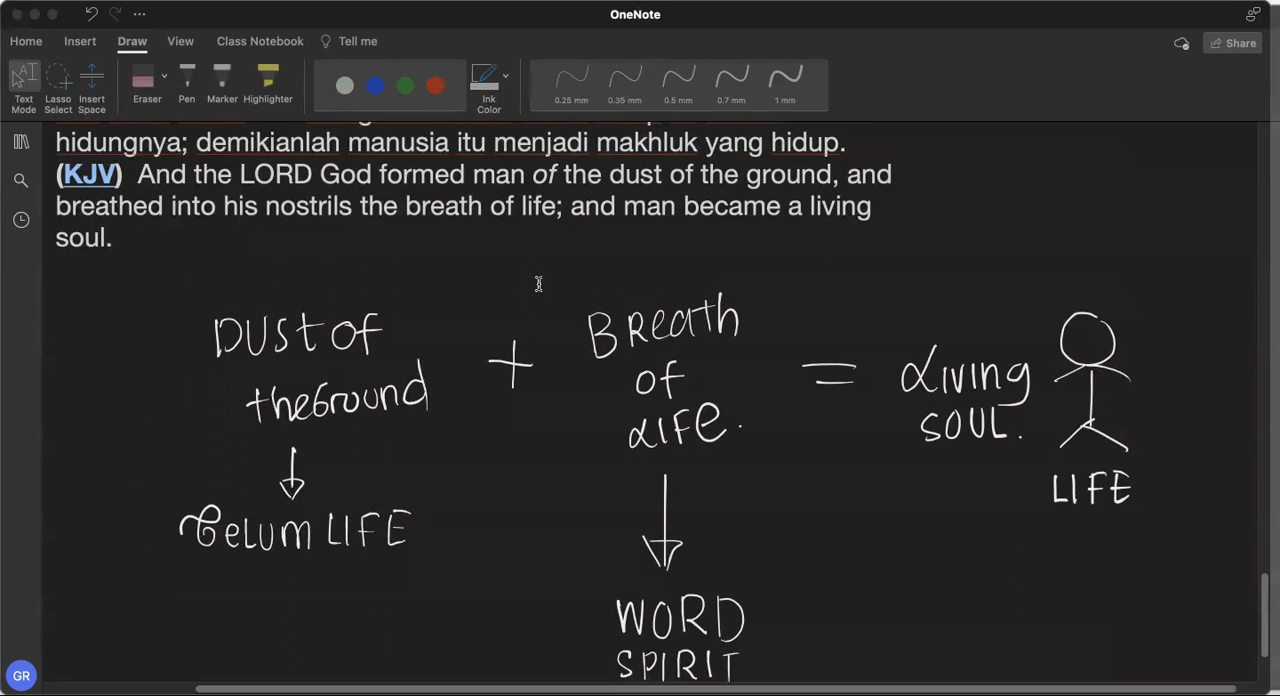 OneNote
Home Insert Draw View Class Notebook Tell me
Share
Text Mode
Lasso Select
Insert Space
Eraser
Pen
Marker
Highlighter
Ink Color
0.25 mm
0.35 mm
0.5 mm
0.7 mm
1 mm
hidungnya; demikianlah manusia itu menjadi makhluk yang hidup.
(KJV) And the LORD God formed man of the dust of the ground, and
breathed into his nostrils the breath of life; and man became a living
soul.
DUST of
the Ground
+
Breath
of
LIFE.
=
Living
SOUL.
LIFE
Belum LIFE
WORD
SPIRIT
GR